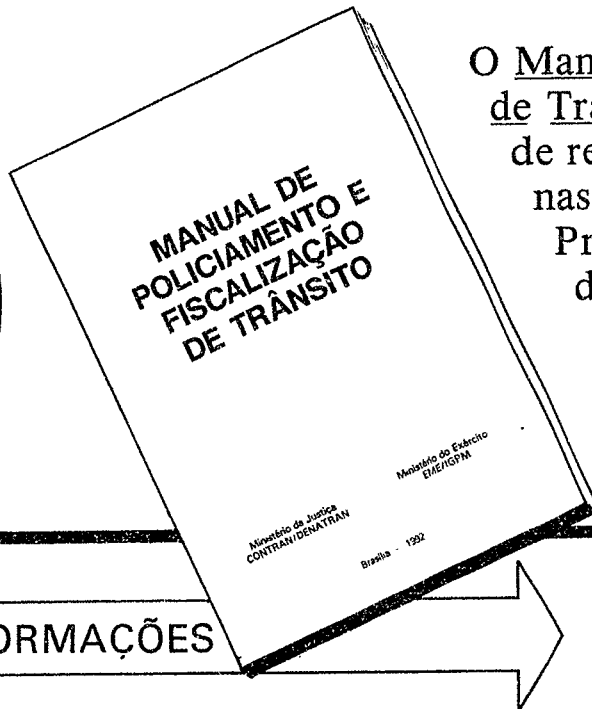 O Man
de Tra
de re
nas
Pr
d
MANUAL DE
POLICIAMENTO E
FISCALIZAÇÃO
DE TRÂNSITO
Ministério da Justiça
CONTRAN/DENATRAN
Ministério do Exército
EME/IGPM
Brasília - 1992
ORMAÇÕES